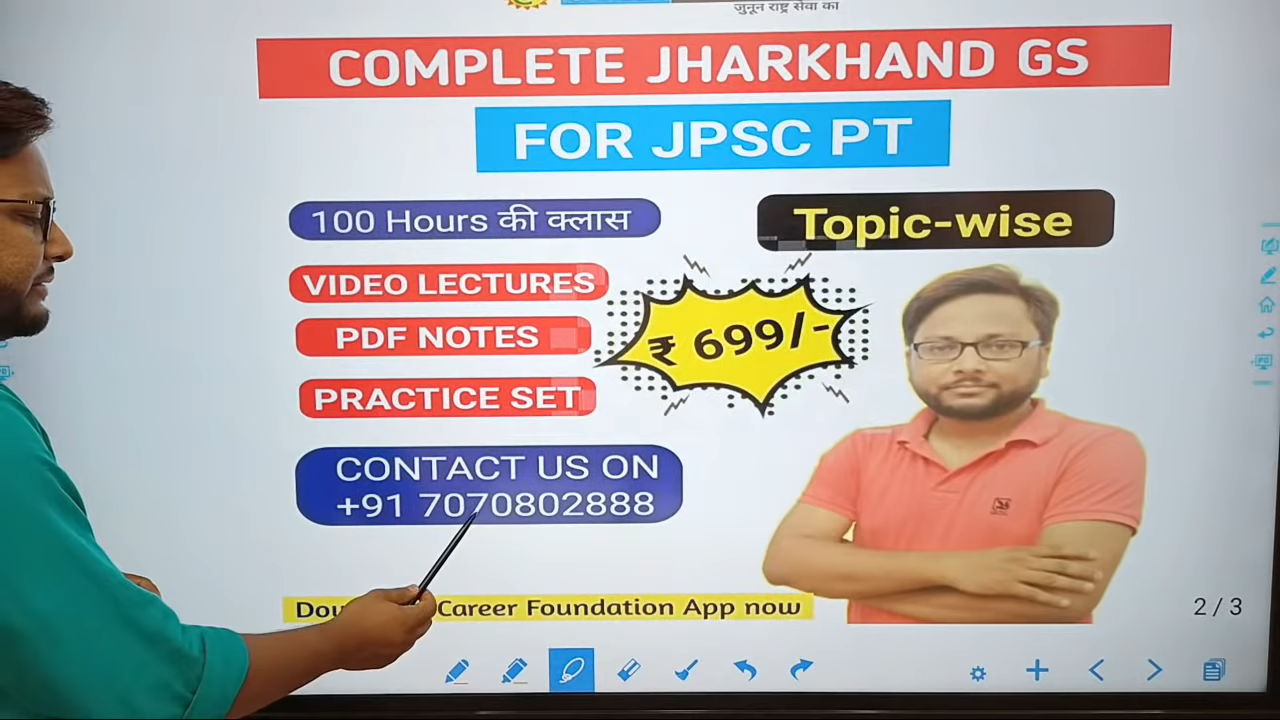 जुनून राष्ट्र सेवा का
COMPLETE JHARKHAND GS
FOR JPSC PT
100 Hours की क्लास
Topic-wise
VIDEO LECTURES
PDF NOTES
₹ 699/-
PRACTICE SET
CONTACT US ON
+91 7070802888
Career Foundation App now
2/3